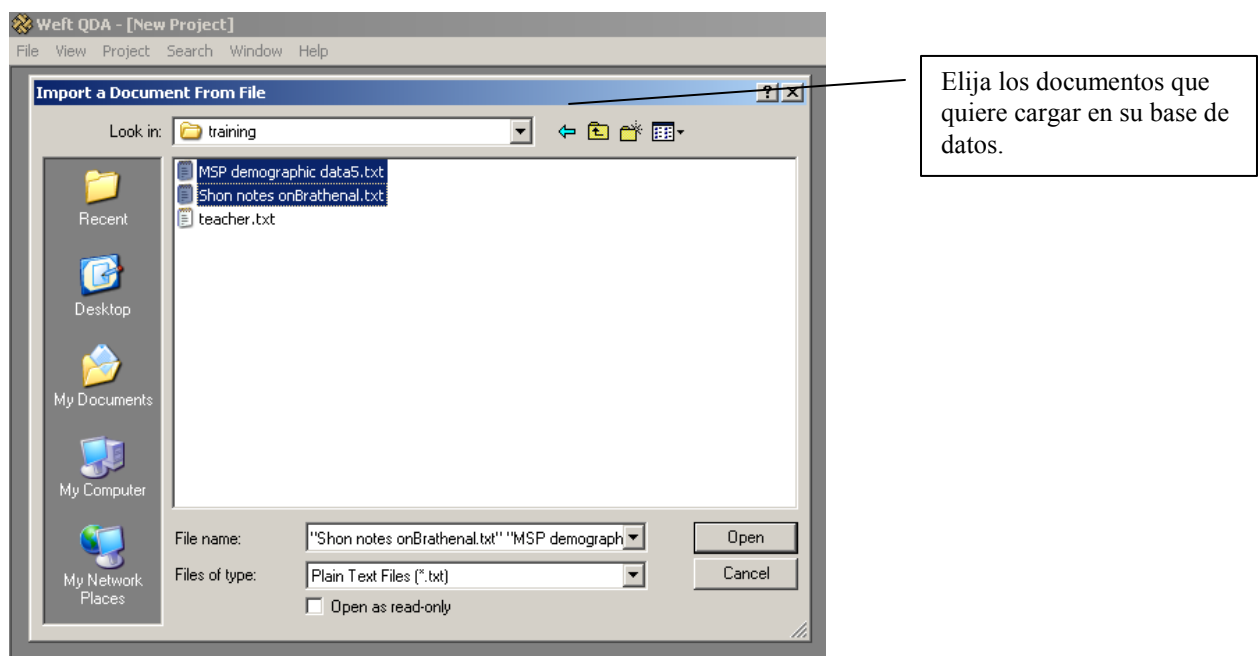 Weft QDA - [New Project]
File View Project Search Window Help
Import a Document From File
Look in: training
MSP demographic data5.txt
Shon notes onBrathenal.txt
teacher.txt
Recent
Desktop
My Documents
My Computer
My Network
Places
File name: "Shon notes onBrathenal.txt" "MSP demograph
Open
Files of type: Plain Text Files (*.txt)
Cancel
Open as read-only
Elija los documentos que
quiere cargar en su base de
datos.